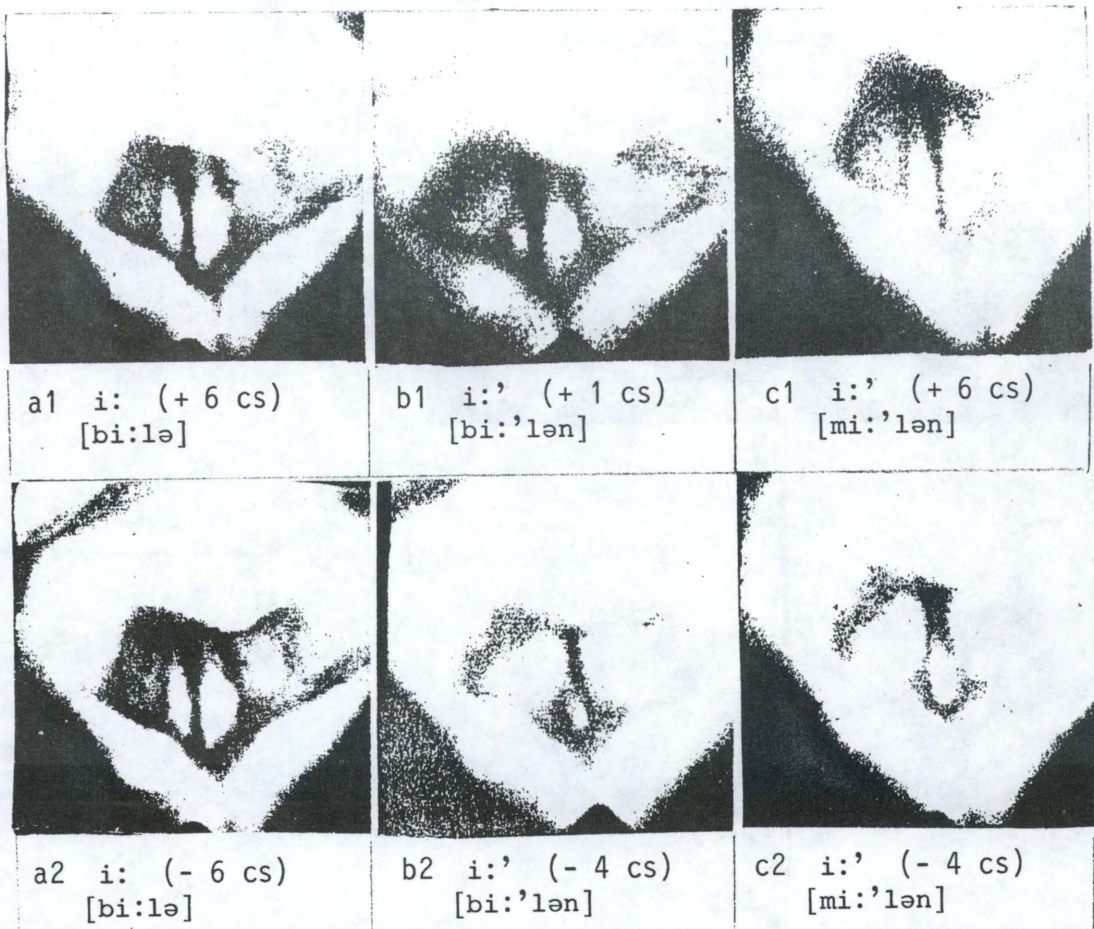 a1 i: (+ 6 cs)
[bi:lə]
b1 i:’ (+ 1 cs)
[bi:’lən]
c1 i:’ (+ 6 cs)
[mi:’lən]
a2 i: (- 6 cs)
[bi:lə]
b2 i:’ (- 4 cs)
[bi:’lən]
c2 i:’ (- 4 cs)
[mi:’lən]